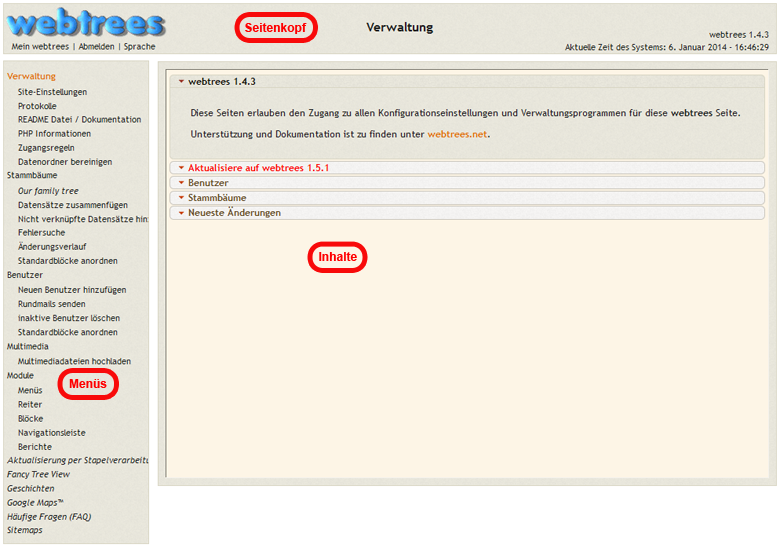 webtrees
Seitenkopf
Verwaltung
webtrees 1.4.3
Mein webtrees | Abmelden | Sprache
Aktuelle Zeit des Systems: 6. Januar 2014 - 16:46:29
Verwaltung
Site-Einstellungen
Protokolle
README Datei / Dokumentation
PHP Informationen
Zugangsregeln
Datenordner bereinigen
Stammbäume
Our family tree
Datensätze zusammenfügen
Nicht verknüpfte Datensätze hin
Fehlersuche
Änderungsverlauf
Standardblöcke anordnen
Benutzer
Neuen Benutzer hinzufügen
Rundmails senden
inaktive Benutzer löschen
Standardblöcke anordnen
Multimedia
Multimediadateien hochladen
Module
Menüs
Menüs
Reiter
Blöcke
Navigationsleiste
Berichte
Aktualisierung per Stapelverarbeitu
Fancy Tree View
Geschichten
Google Maps™
Häufige Fragen (FAQ)
Sitemaps
webtrees 1.4.3
Diese Seiten erlauben den Zugang zu allen Konfigurationseinstellungen und Verwaltungsprogrammen für diese webtrees Seite.
Unterstützung und Dokumentation ist zu finden unter webtrees.net.
Aktualisiere auf webtrees 1.5.1
Benutzer
Stammbäume
Neueste Änderungen
Inhalte